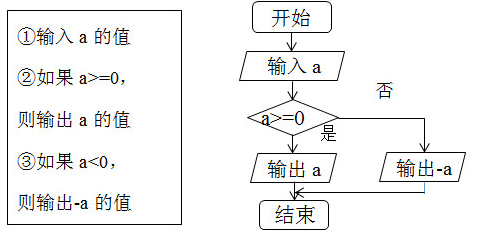 ①输入 a 的值
②如果 a>=0，
则输出 a 的值
③如果 a<0，
则输出-a 的值
开始
输入 a
a>=0
否
是
输出 a
输出-a
结束